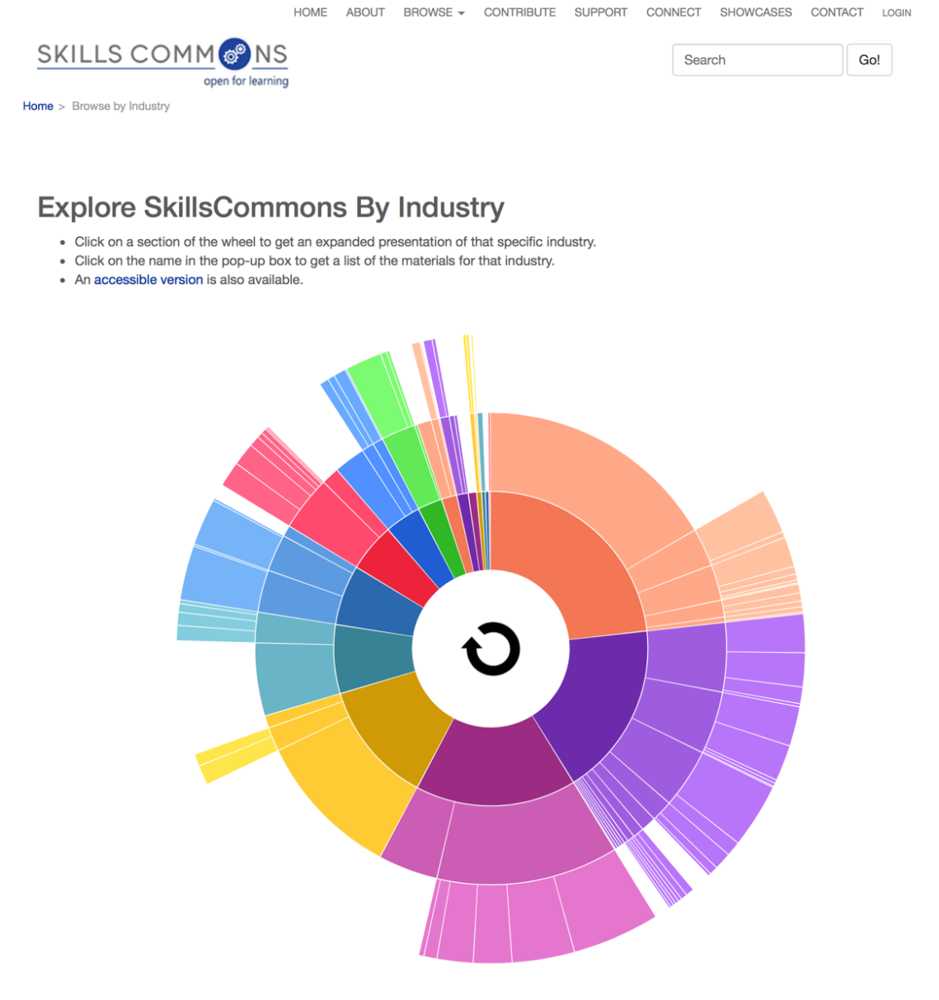 HOME ABOUT BROWSE CONTRIBUTE SUPPORT CONNECT SHOWCASES CONTACT LOGIN
SKILLS COMMONS
open for learning
Search Go!
Home > Browse by Industry
Explore SkillsCommons By Industry
• Click on a section of the wheel to get an expanded presentation of that specific industry.
• Click on the name in the pop-up box to get a list of the materials for that industry.
• An accessible version is also available.